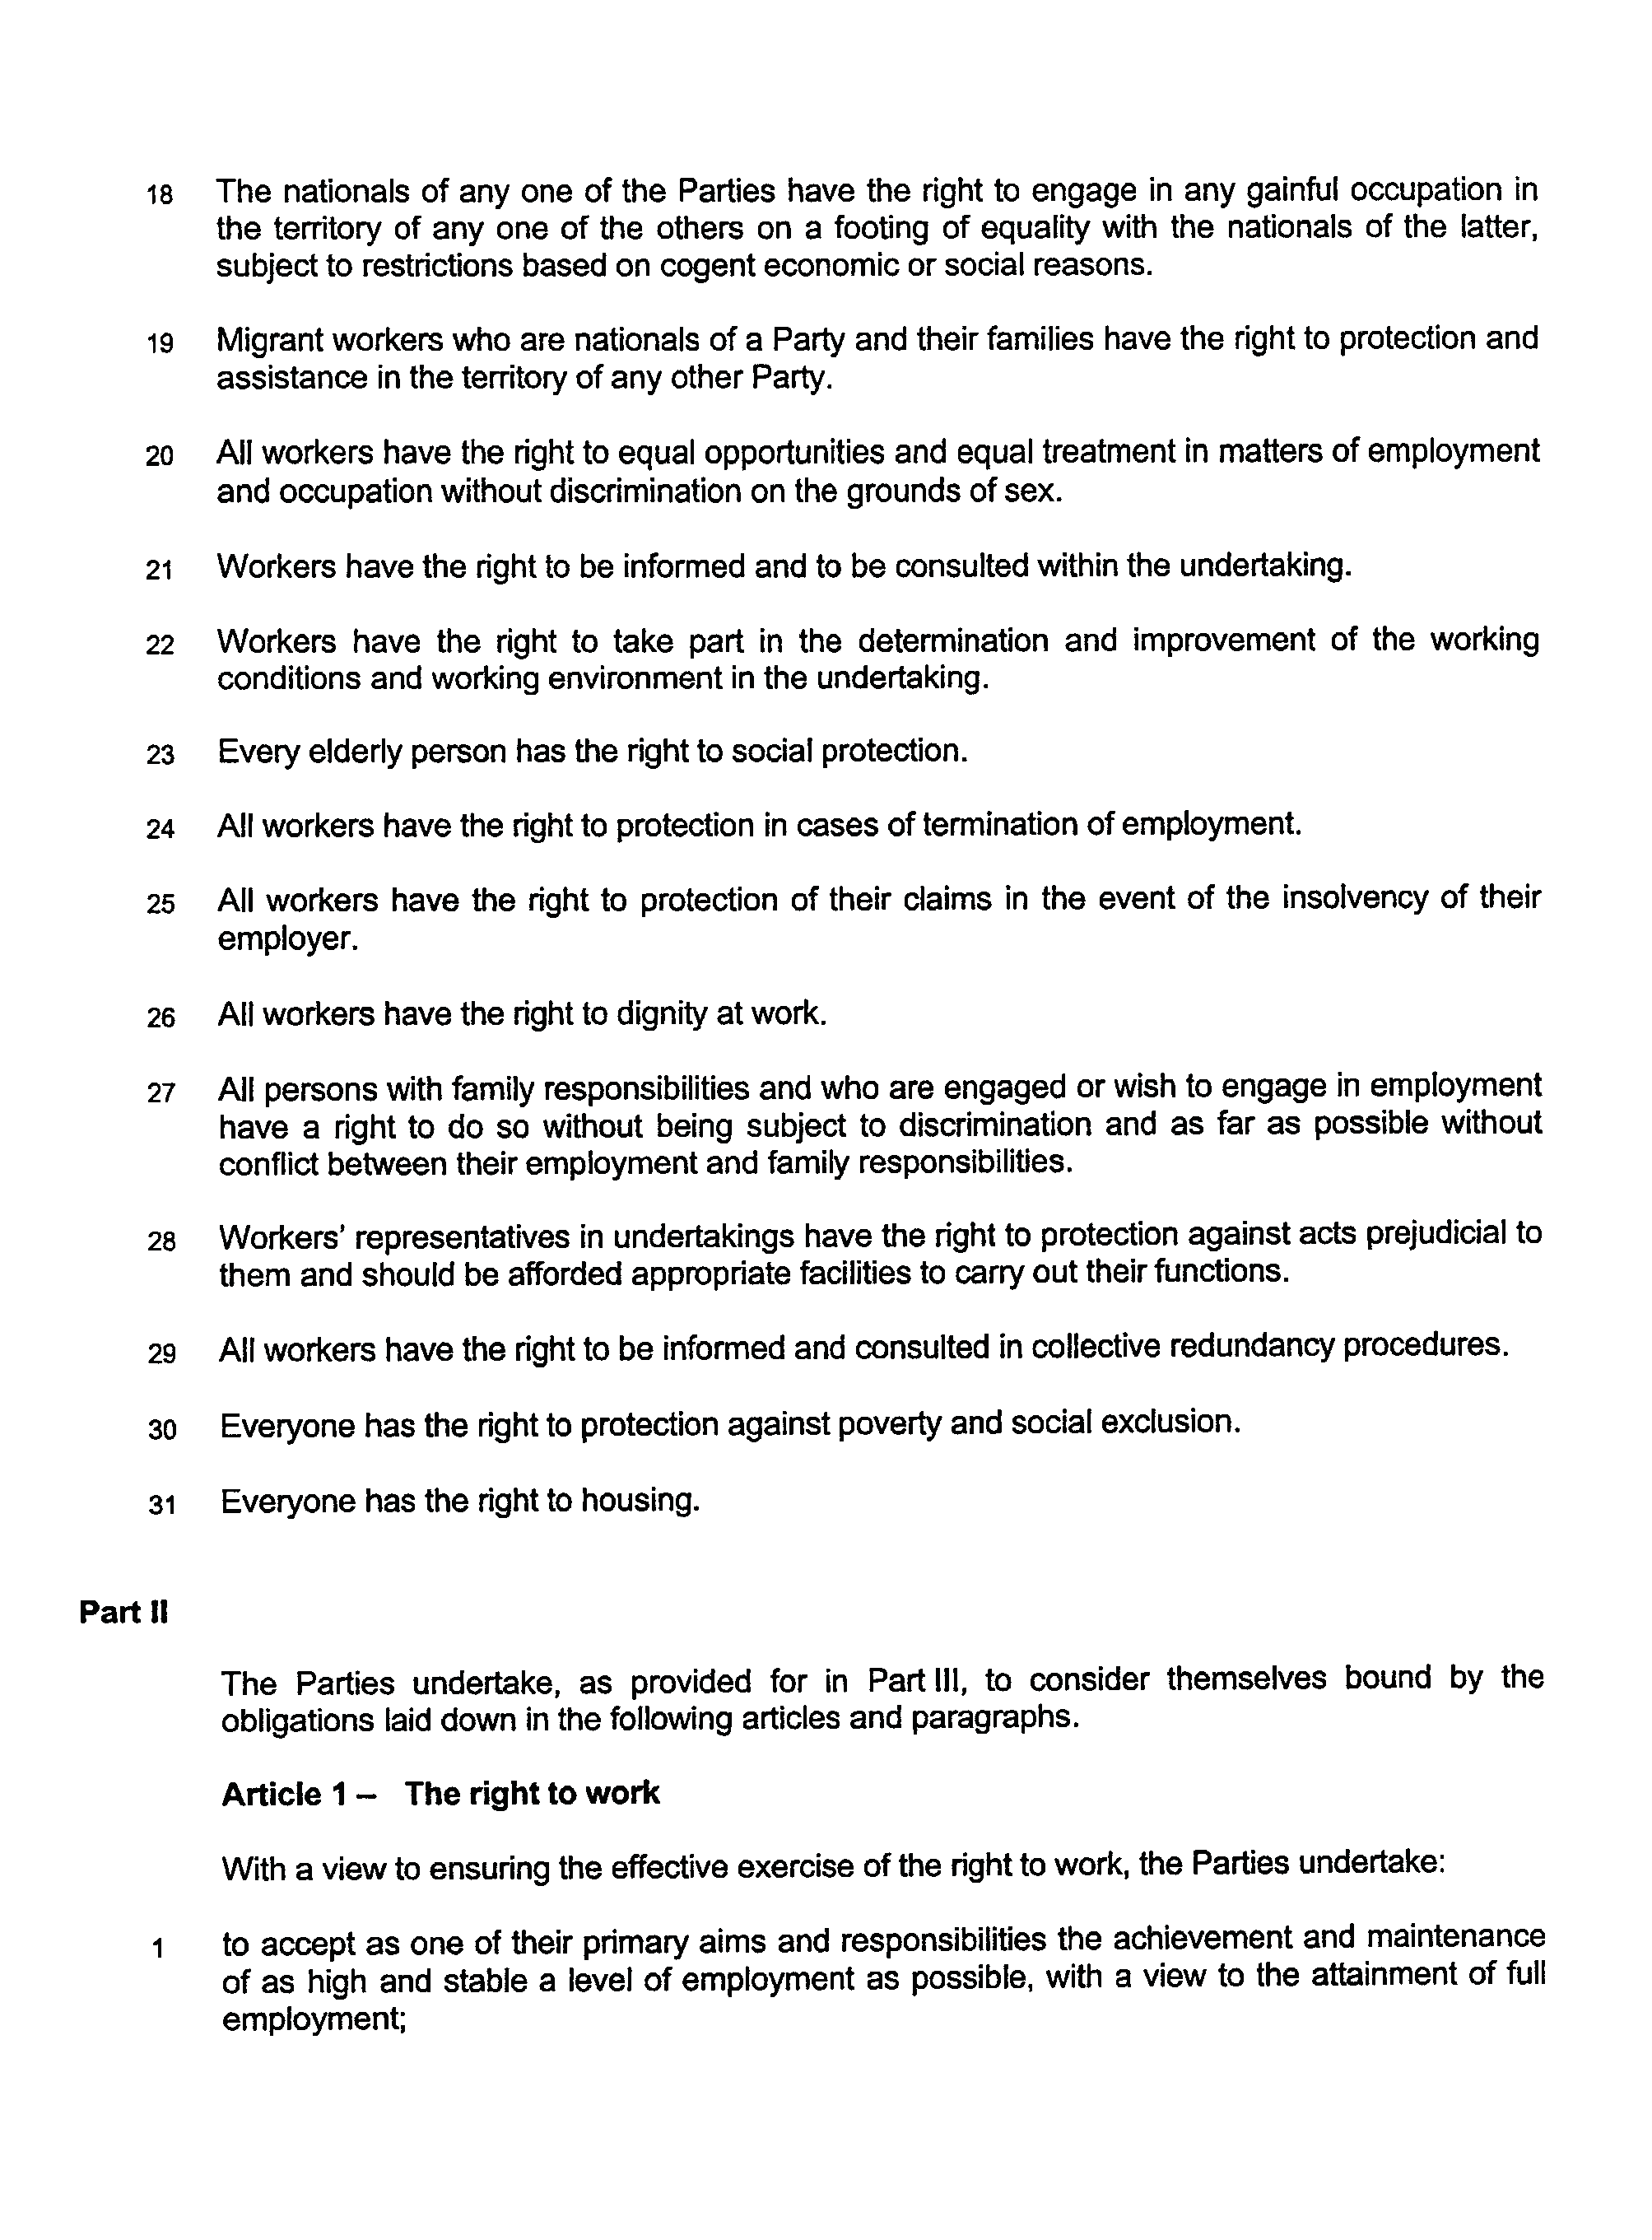 18 The nationals of any one of the Parties have the right to engage in any gainful occupation in
the territory of any one of the others on a footing of equality with the nationals of the latter,
subject to restrictions based on cogent economic or social reasons.
19 Migrant workers who are nationals of a Party and their families have the right to protection and
assistance in the territory of any other Party.
20 All workers have the right to equal opportunities and equal treatment in matters of employment
and occupation without discrimination on the grounds of sex.
21 Workers have the right to be informed and to be consulted within the undertaking.
22 Workers have the right to take part in the determination and improvement of the working
conditions and working environment in the undertaking.
23 Every elderly person has the right to social protection.
24 All workers have the right to protection in cases of termination of employment.
25 All workers have the right to protection of their claims in the event of the insolvency of their
employer.
26 All workers have the right to dignity at work.
27 All persons with family responsibilities and who are engaged or wish to engage in employment
have a right to do so without being subject to discrimination and as far as possible without
conflict between their employment and family responsibilities.
28 Workers' representatives in undertakings have the right to protection against acts prejudicial to
them and should be afforded appropriate facilities to carry out their functions.
29 All workers have the right to be informed and consulted in collective redundancy procedures.
30 Everyone has the right to protection against poverty and social exclusion.
31 Everyone has the right to housing.
Part II
The Parties undertake, as provided for in Part III, to consider themselves bound by the
obligations laid down in the following articles and paragraphs.
Article 1 – The right to work
With a view to ensuring the effective exercise of the right to work, the Parties undertake:
1 to accept as one of their primary aims and responsibilities the achievement and maintenance
of as high and stable a level of employment as possible, with a view to the attainment of full
employment;